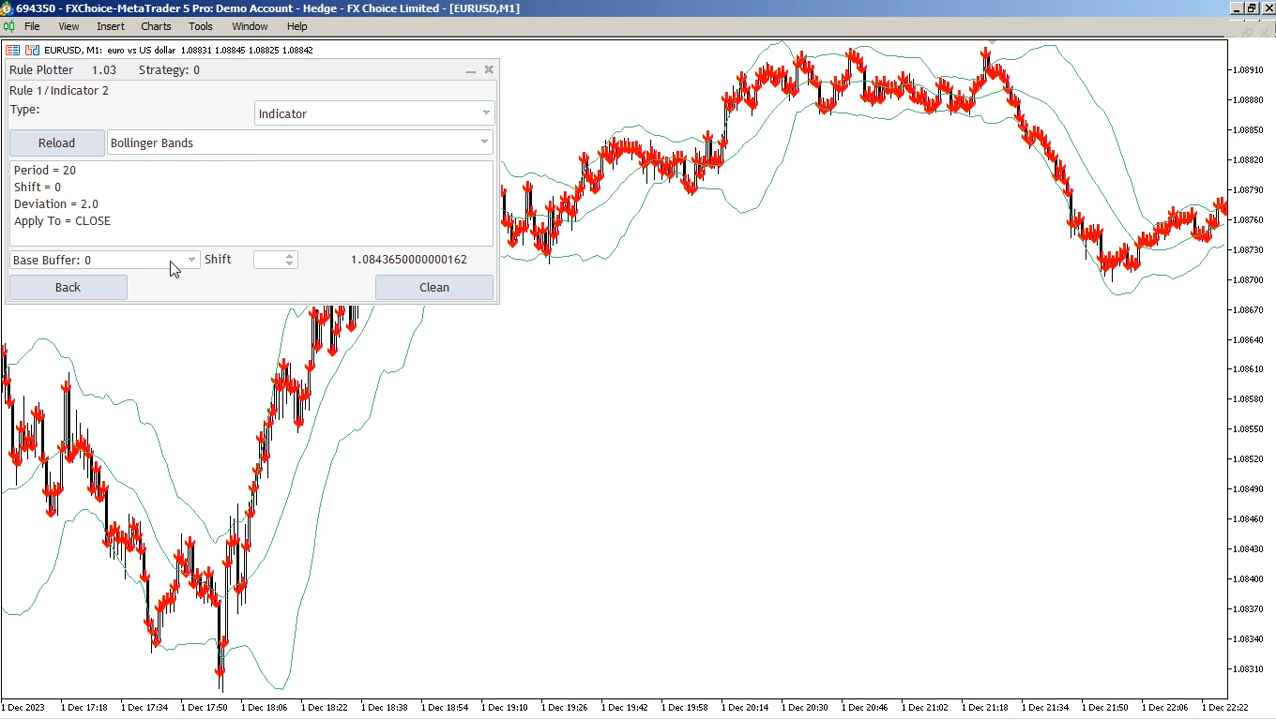 694350 - FXChoice-MetaTrader 5 Pro: Demo Account - Hedge - FX Choice Limited - [EURUSD,M1]
File View Insert Charts Tools Window Help
EURUSD, M1: euro vs US dollar 1.08831 1.08845 1.08825 1.08842
Rule Plotter 1.03 Strategy: 0
Rule 1/Indicator 2
Type: Indicator
Reload Bollinger Bands
Period = 20
Shift = 0
Deviation = 2.0
Apply To = CLOSE
Base Buffer: 0 Shift 1.0843650000000162
Back Clean
1.08910
1.08880
1.08850
1.08820
1.08790
1.08760
1.08730
1.08700
1.08670
1.08640
1.08610
1.08580
1.08550
1.08520
1.08490
1.08460
1.08430
1.08400
1.08370
1.08340
1.08310
1 Dec 2023 1 Dec 17:18 1 Dec 17:34 1 Dec 17:50 1 Dec 18:06 1 Dec 18:22 1 Dec 18:38 1 Dec 18:54 1 Dec 19:10 1 Dec 19:26 1 Dec 19:42 1 Dec 19:58 1 Dec 20:14 1 Dec 20:30 1 Dec 20:46 1 Dec 21:02 1 Dec 21:18 1 Dec 21:34 1 Dec 21:50 1 Dec 22:06 1 Dec 22:22